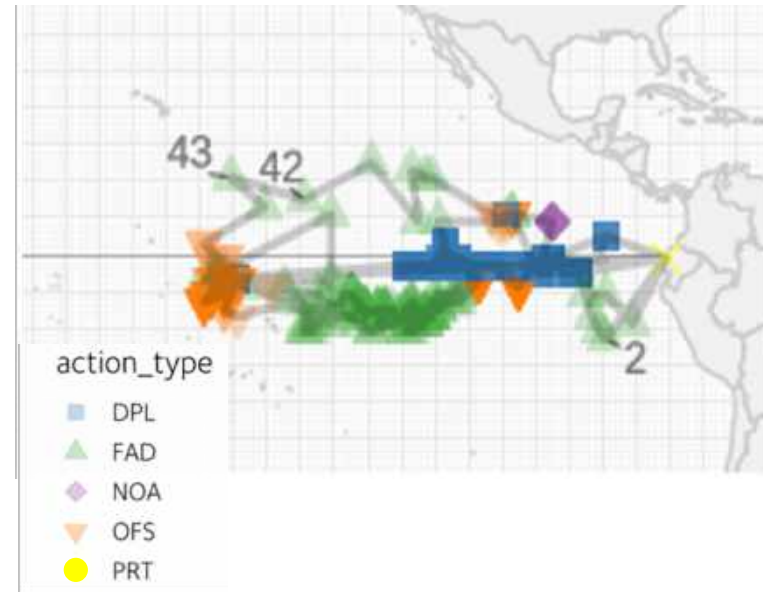 43
42
2
action_type
DPL
FAD
NOA
OFS
PRT